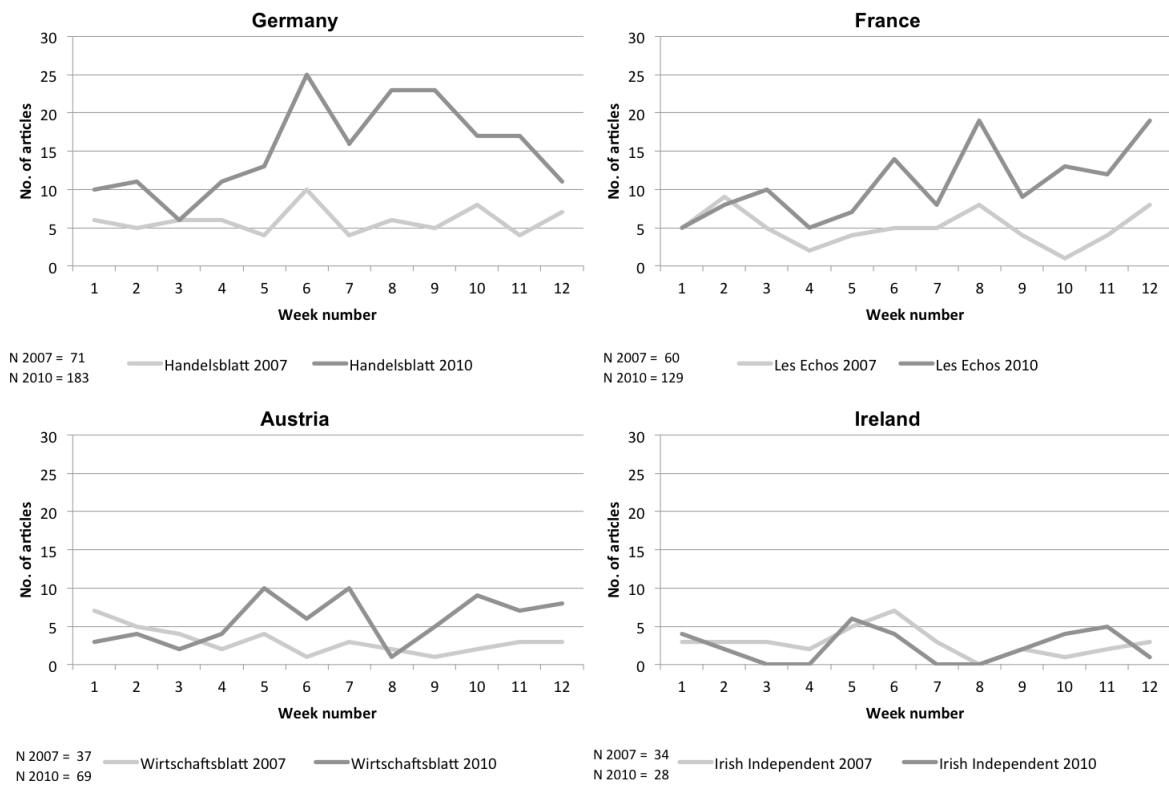 Germany
30
25
20
15
10
5
0
No. of articles
1 2 3 4 5 6 7 8 9 10 11 12
Week number
N 2007 = 71
N 2010 = 183
Handelsblatt 2007 Handelsblatt 2010
France
30
25
20
15
10
5
0
No. of articles
1 2 3 4 5 6 7 8 9 10 11 12
Week number
N 2007 = 60
N 2010 = 129
Les Echos 2007 Les Echos 2010
Austria
30
25
20
15
10
5
0
No. of articles
1 2 3 4 5 6 7 8 9 10 11 12
Week number
N 2007 = 37
N 2010 = 69
Wirtschaftsblatt 2007 Wirtschaftsblatt 2010
Ireland
30
25
20
15
10
5
0
No. of articles
1 2 3 4 5 6 7 8 9 10 11 12
Week number
N 2007 = 34
N 2010 = 28
Irish Independent 2007 Irish Independent 2010